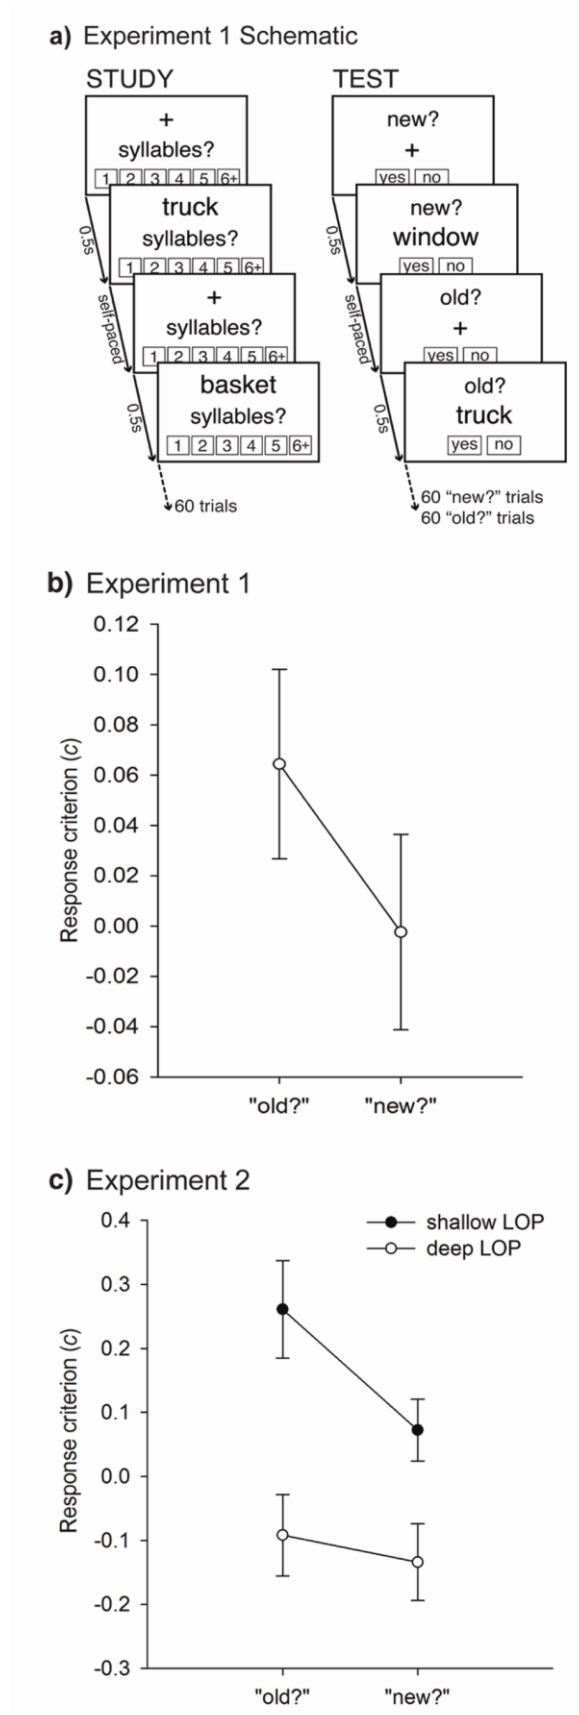 a) Experiment 1 Schematic
STUDY
+
syllables?
1 2 3 4 5 6+
truck
syllables?
1 2 3 4 5 6+
+
syllables?
1 2 3 4 5 6+
basket
syllables?
1 2 3 4 5 6+
0.5s
self-paced
0.5s
60 trials
TEST
new?
+
yes no
new?
window
yes no
old?
+
yes no
old?
truck
yes no
0.5s
self-paced
0.5s
60 "new?" trials
60 "old?" trials
b) Experiment 1
Response criterion (c)
0.12
0.10
0.08
0.06
0.04
0.02
0.00
-0.02
-0.04
-0.06
"old?" "new?"
c) Experiment 2
shallow LOP
deep LOP
Response criterion (c)
0.4
0.3
0.2
0.1
0.0
-0.1
-0.2
-0.3
"old?" "new?"